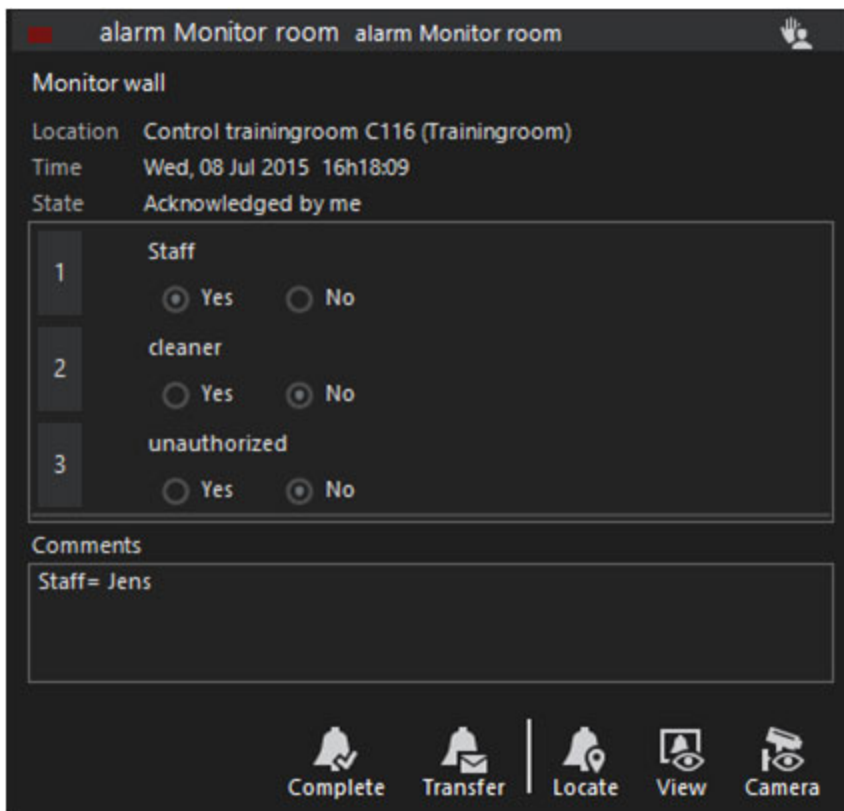 alarm Monitor room alarm Monitor room
Monitor wall
Location Control trainingroom C116 (Trainingroom)
Time Wed, 08 Jul 2015 16h18:09
State Acknowledged by me
1 Staff
Yes No
2 cleaner
Yes No
3 unauthorized
Yes No
Comments
Staff= Jens
Complete Transfer Locate View Camera